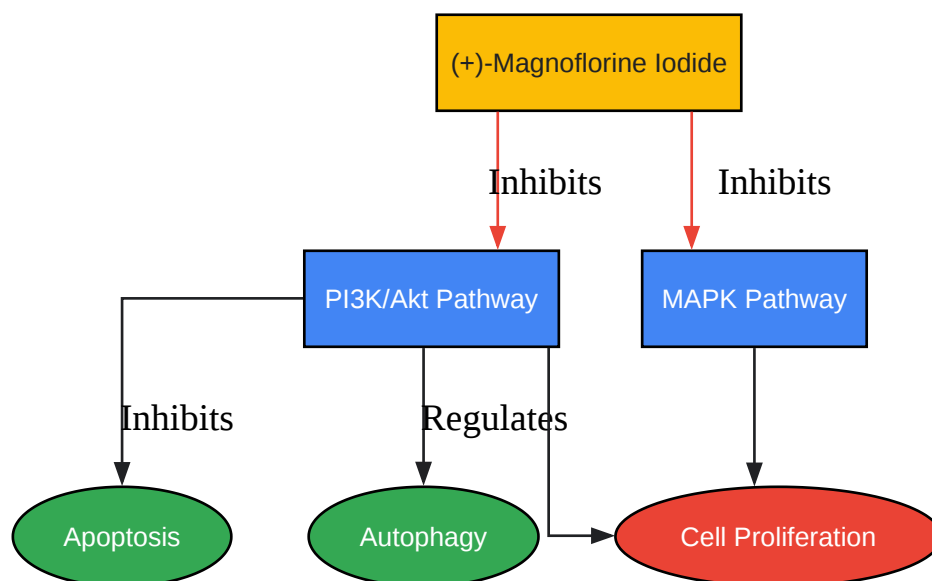 (+)-Magnoflorine Iodide
Inhibits
Inhibits
PI3K/Akt Pathway
MAPK Pathway
Inhibits
Regulates
Apoptosis
Autophagy
Cell Proliferation